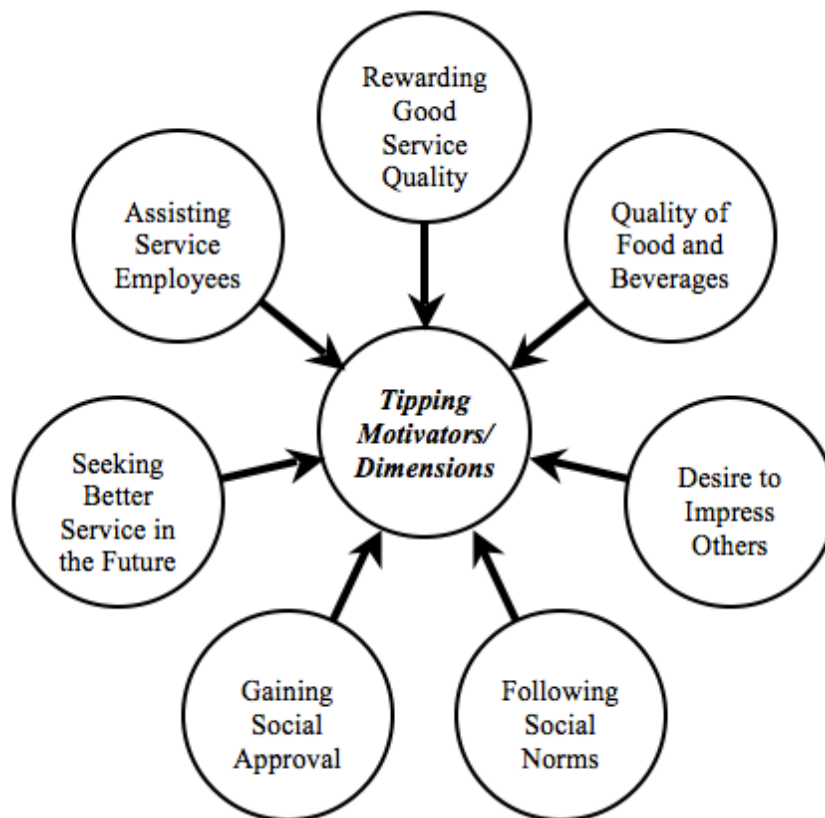 Rewarding
Good
Service
Quality
Assisting
Service
Employees
Quality of
Food and
Beverages
Tipping
Motivators/
Dimensions
Seeking
Better
Service in
the Future
Desire to
Impress
Others
Gaining
Social
Approval
Following
Social
Norms